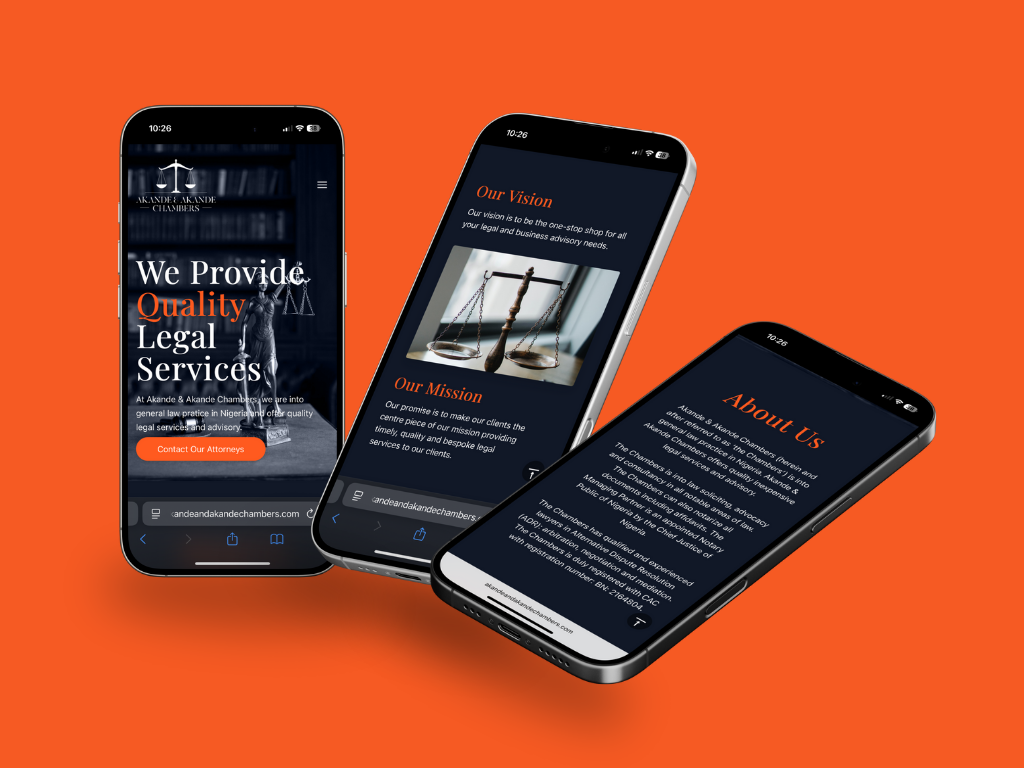 10:26
38
AKANDE & AKANDE
CHAMBERS
We Provide
Quality
Legal
Services
At Akande & Akande Chambers, we are into
general law pratice in Nigeria and offer quality
legal services and advisory.
Contact Our Attorneys
andeandakandechambers.com
10:26
38
Our Vision
Our vision is to be the one-stop shop for all
your legal and business advisory needs.
Our Mission
Our promise is to make our clients the
centre piece of our mission providing
timely, quality and bespoke legal
services to our clients.
andeandakandechambers.c
10:26
About Us
Akande & Akande Chambers (herein and
after referred to as 'the Chambers') is into
general law practice in Nigeria. Akande &
Akande Chambers offers quality inexpensive
legal services and advisory.
The Chambers is into law soliciting, advocacy
and consultancy in all notable areas of law.
The Chambers can also notarize all
documents including affidavits. The
Managing Partner is an appointed Notary
Public of Nigeria by the Chief Justice of
Nigeria.
The Chambers has qualified and experienced
lawyers in Alternative Dispute Resolution
(ADR): arbitration, negotiation and mediation.
The Chambers is duly registered with CAC
with registration number: BN: 2164804.
akandeandakandechambers.com